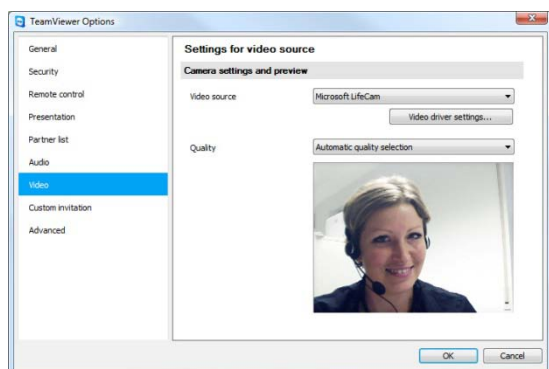 TeamViewer Options
General
Security
Remote control
Presentation
Partner list
Audio
Video
Custom invitation
Advanced
Settings for video source
Camera settings and preview
Video source
Microsoft LifeCam
Video driver settings...
Quality
Automatic quality selection
OK
Cancel